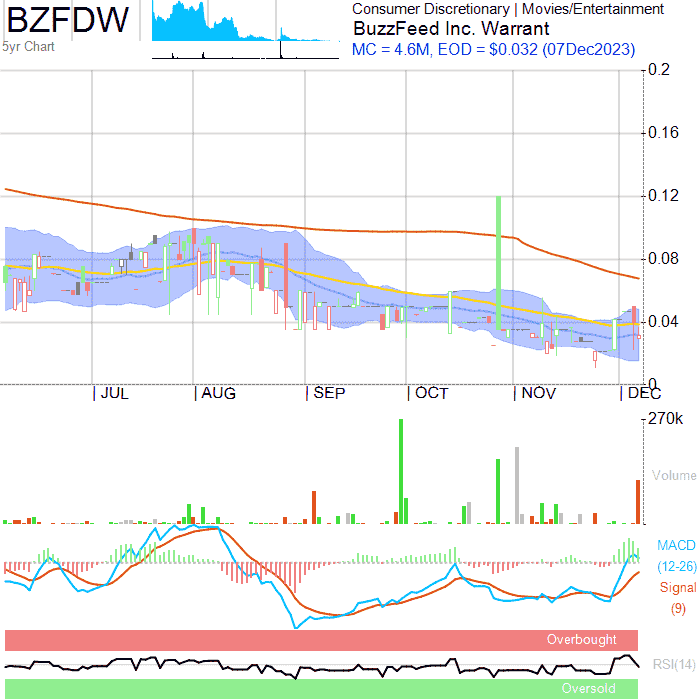 BZFDW
5yr Chart
Consumer Discretionary | Movies/Entertainment
BuzzFeed Inc. Warrant
MC = 4.6M, EOD = $0.032 (07Dec2023)
0.2
0.16
0.12
0.08
0.04
0
JUL AUG SEP OCT NOV DEC
270k
Volume
MACD
(12-26)
Signal
(9)
Overbought
RSI(14)
Oversold